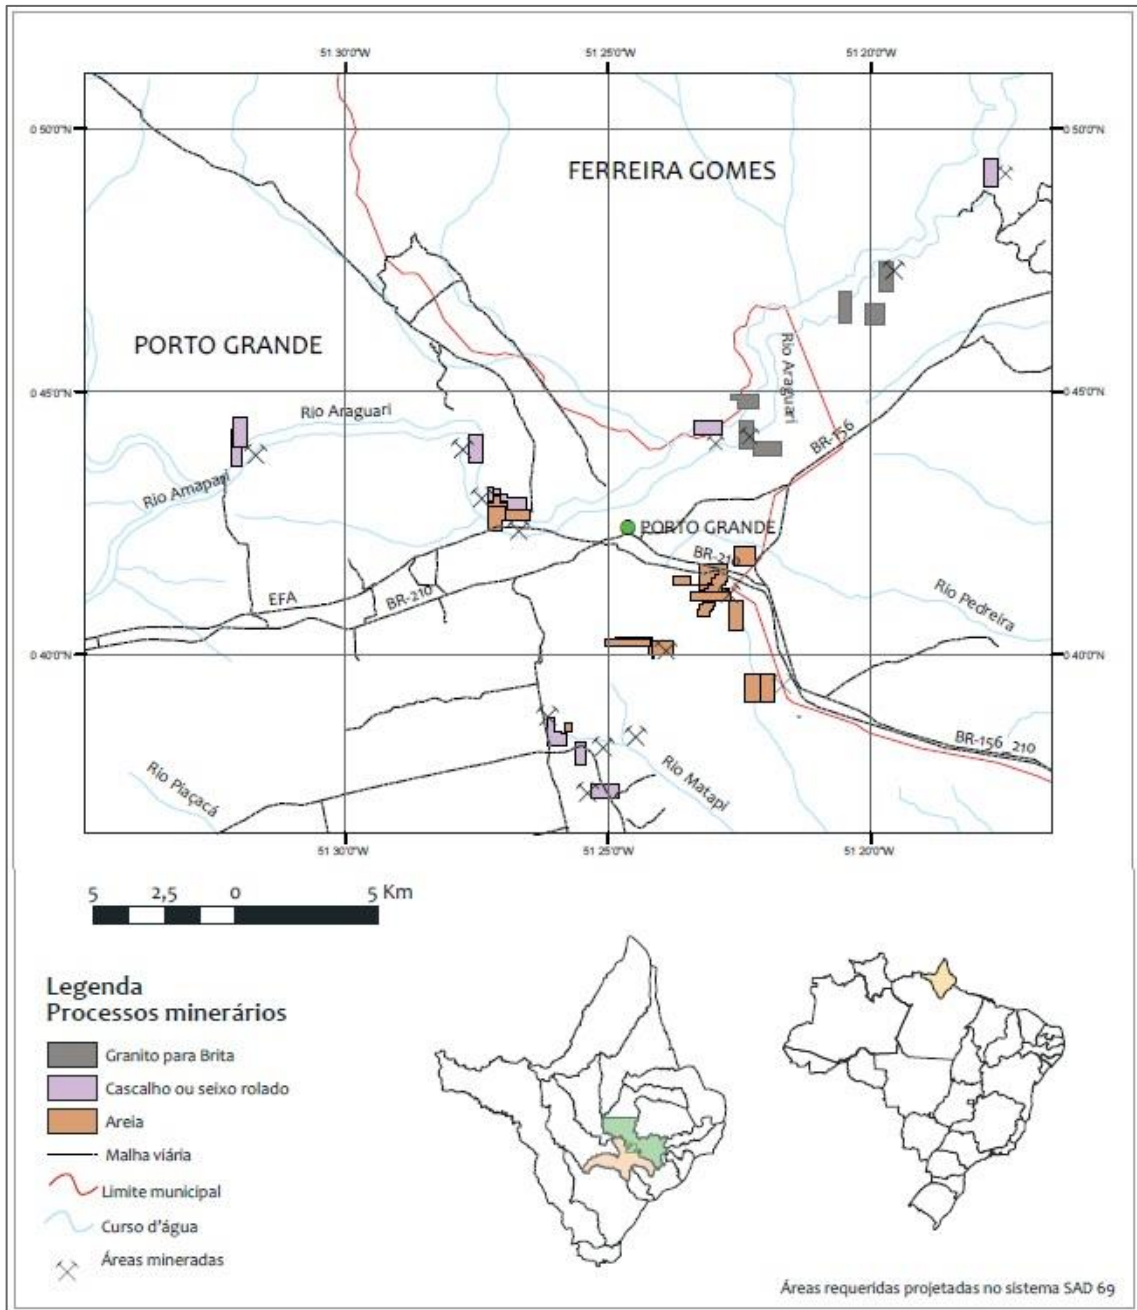 51 30'0"W
51 25'0"W
51 20'0"W
0 50'0"N
0 50'0"N
FERREIRA GOMES
PORTO GRANDE
0 45'0"N
0 45'0"N
Rio Araguari
Rio Araguari
BR-156
Rio Amapari
PORTO GRANDE
BR-210
EFA
BR-210
Rio Pedreira
0 40'0"N
0 40'0"N
BR-156 210
Rio Matapi
Rio Piaçacá
51 30'0"W
51 25'0"W
51 20'0"W
5 2,5 0 5 Km
Legenda
Processos minerários
Granito para Brita
Cascalho ou seixo rolado
Areia
Malha viária
Limite municipal
Curso d'água
Áreas mineradas
Áreas requeridas projetadas no sistema SAD 69